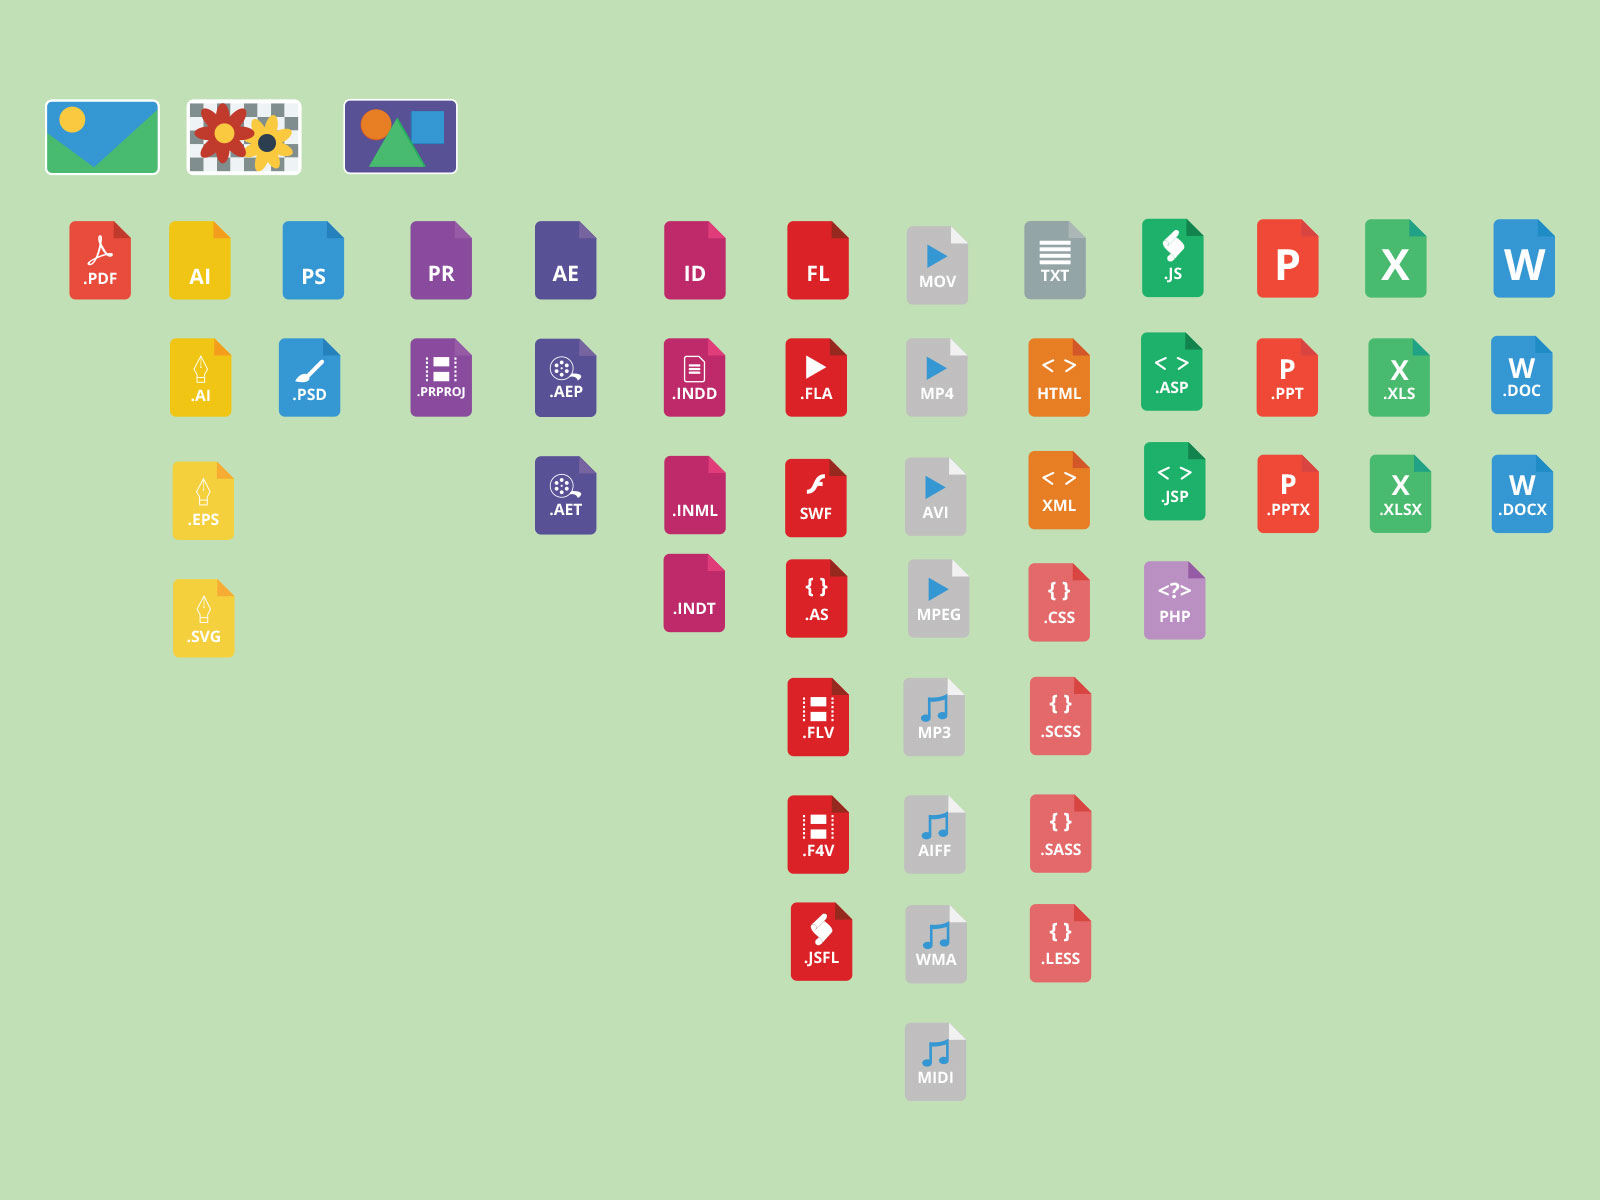 .PDF
AI
PS
PR
AE
ID
FL
MOV
TXT
.JS
P
X
W
.AI
.PSD
.PRPROJ
.AEP
.INDD
.FLA
MP4
< >
HTML
< >
.ASP
P
.PPT
X
.XLS
W
.DOC
.EPS
.AET
.INML
SWF
AVI
< >
XML
< >
.JSP
P
.PPTX
X
.XLSX
W
.DOCX
.SVG
.INDT
{ }
.AS
MPEG
{ }
.CSS
<?>
PHP
.FLV
MP3
{ }
.SCSS
.F4V
AIFF
{ }
.SASS
.JSFL
WMA
{ }
.LESS
MIDI